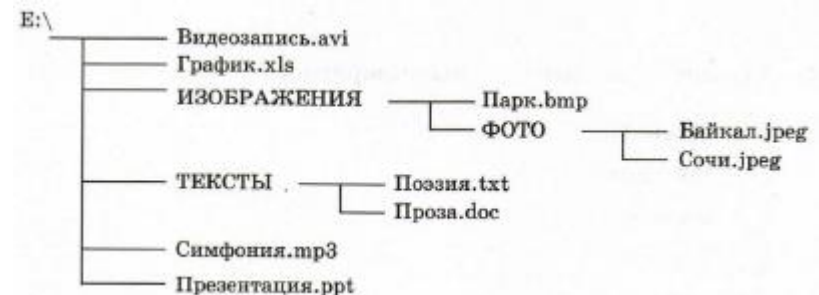 E:\
Видеозапись.avi
График.xls
ИЗОБРАЖЕНИЯ Парк.bmp
ФОТО Байкал.jpeg
Сочи.jpeg
ТЕКСТЫ Поэзия.txt
Проза.doc
Симфония.mp3
Презентация.ppt